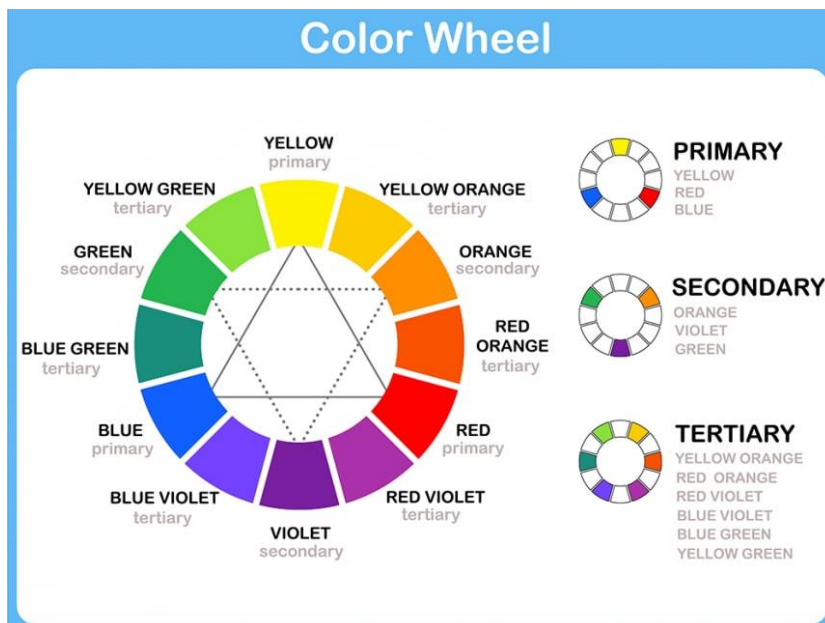 Color Wheel
YELLOW
primary
YELLOW GREEN
tertiary
YELLOW ORANGE
tertiary
GREEN
secondary
ORANGE
secondary
BLUE GREEN
tertiary
RED
ORANGE
tertiary
BLUE
primary
RED
primary
BLUE VIOLET
tertiary
RED VIOLET
tertiary
VIOLET
secondary
PRIMARY
YELLOW
RED
BLUE
SECONDARY
ORANGE
VIOLET
GREEN
TERTIARY
YELLOW ORANGE
RED ORANGE
RED VIOLET
BLUE VIOLET
BLUE GREEN
YELLOW GREEN